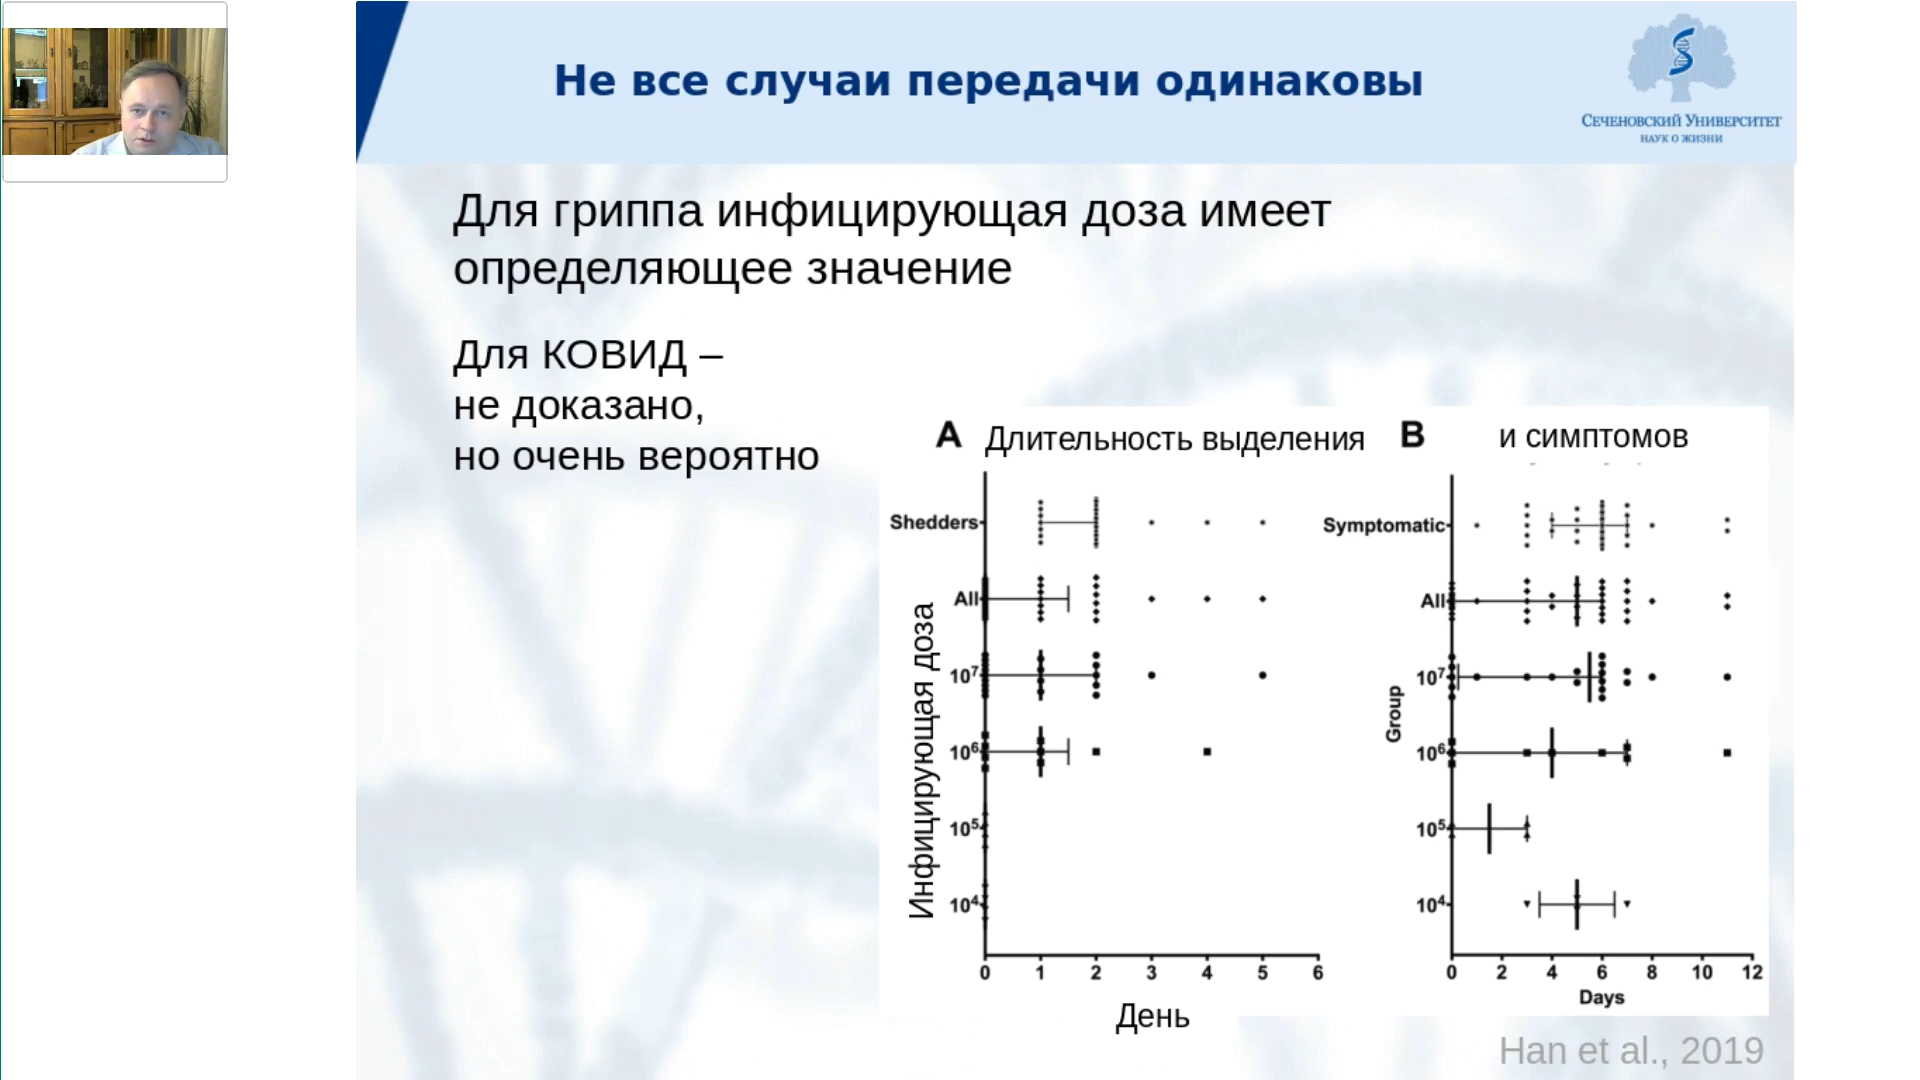 Не все случаи передачи одинаковы
СЕЧЕНОВСКИЙ УНИВЕРСИТЕТ
НАУК О ЖИЗНИ
Для гриппа инфицирующая доза имеет
определяющее значение
Для КОВИД –
не доказано,
но очень вероятно
A Длительность выделения
Shedders
All
10⁷
10⁶
10⁵
10⁴
Инфицирующая доза
0 1 2 3 4 5 6
День
B и симптомов
Symptomatic
All
10⁷
10⁶
10⁵
10⁴
Group
0 2 4 6 8 10 12
Days
Han et al., 2019